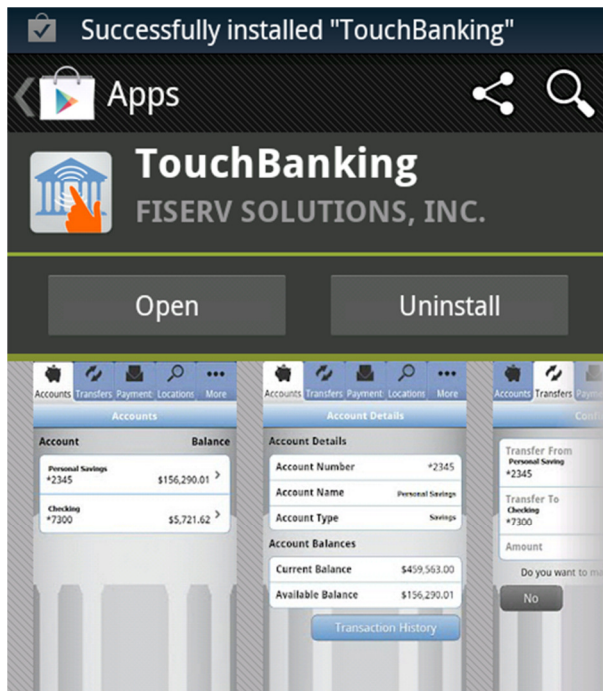 Successfully installed "TouchBanking"
Apps
TouchBanking
FISERV SOLUTIONS, INC.
Open
Uninstall
Accounts Transfers Payment Locations More
Accounts
Account Balance
Personal Savings
*2345 $156,290.01
Checking
*7300 $5,721.62
Accounts Transfers Payment Locations More
Account Details
Account Details
Account Number *2345
Account Name Personal Savings
Account Type Savings
Account Balances
Current Balance $459,563.00
Available Balance $156,290.01
Transaction History
Accounts Transfers Payme
Confi
Transfer From
Personal Saving
*2345
Transfer To
Checking
*7300
Amount
Do you want to
No